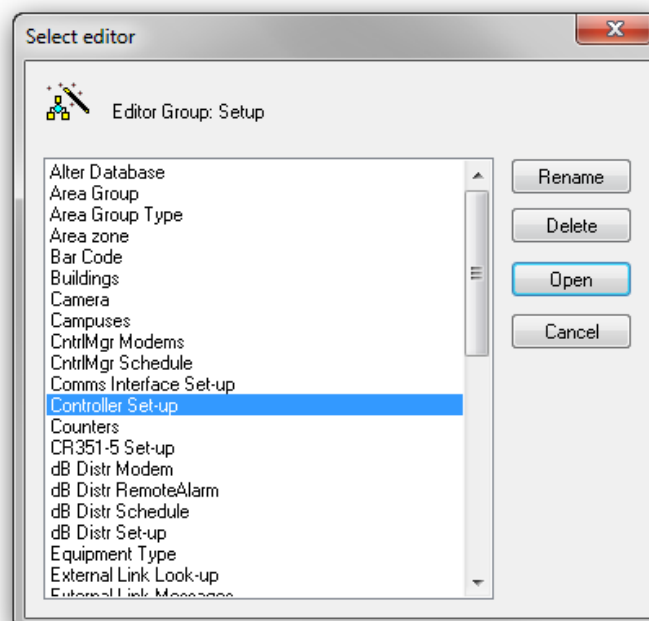 Select editor
Editor Group: Setup
Alter Database
Area Group
Area Group Type
Area zone
Bar Code
Buildings
Camera
Campuses
CntrlMgr Modems
CntrlMgr Schedule
Comms Interface Set-up
Controller Set-up
Counters
CR351-5 Set-up
dB Distr Modem
dB Distr RemoteAlarm
dB Distr Schedule
dB Distr Set-up
Equipment Type
External Link Look-up
External Link Messages
Rename
Delete
Open
Cancel